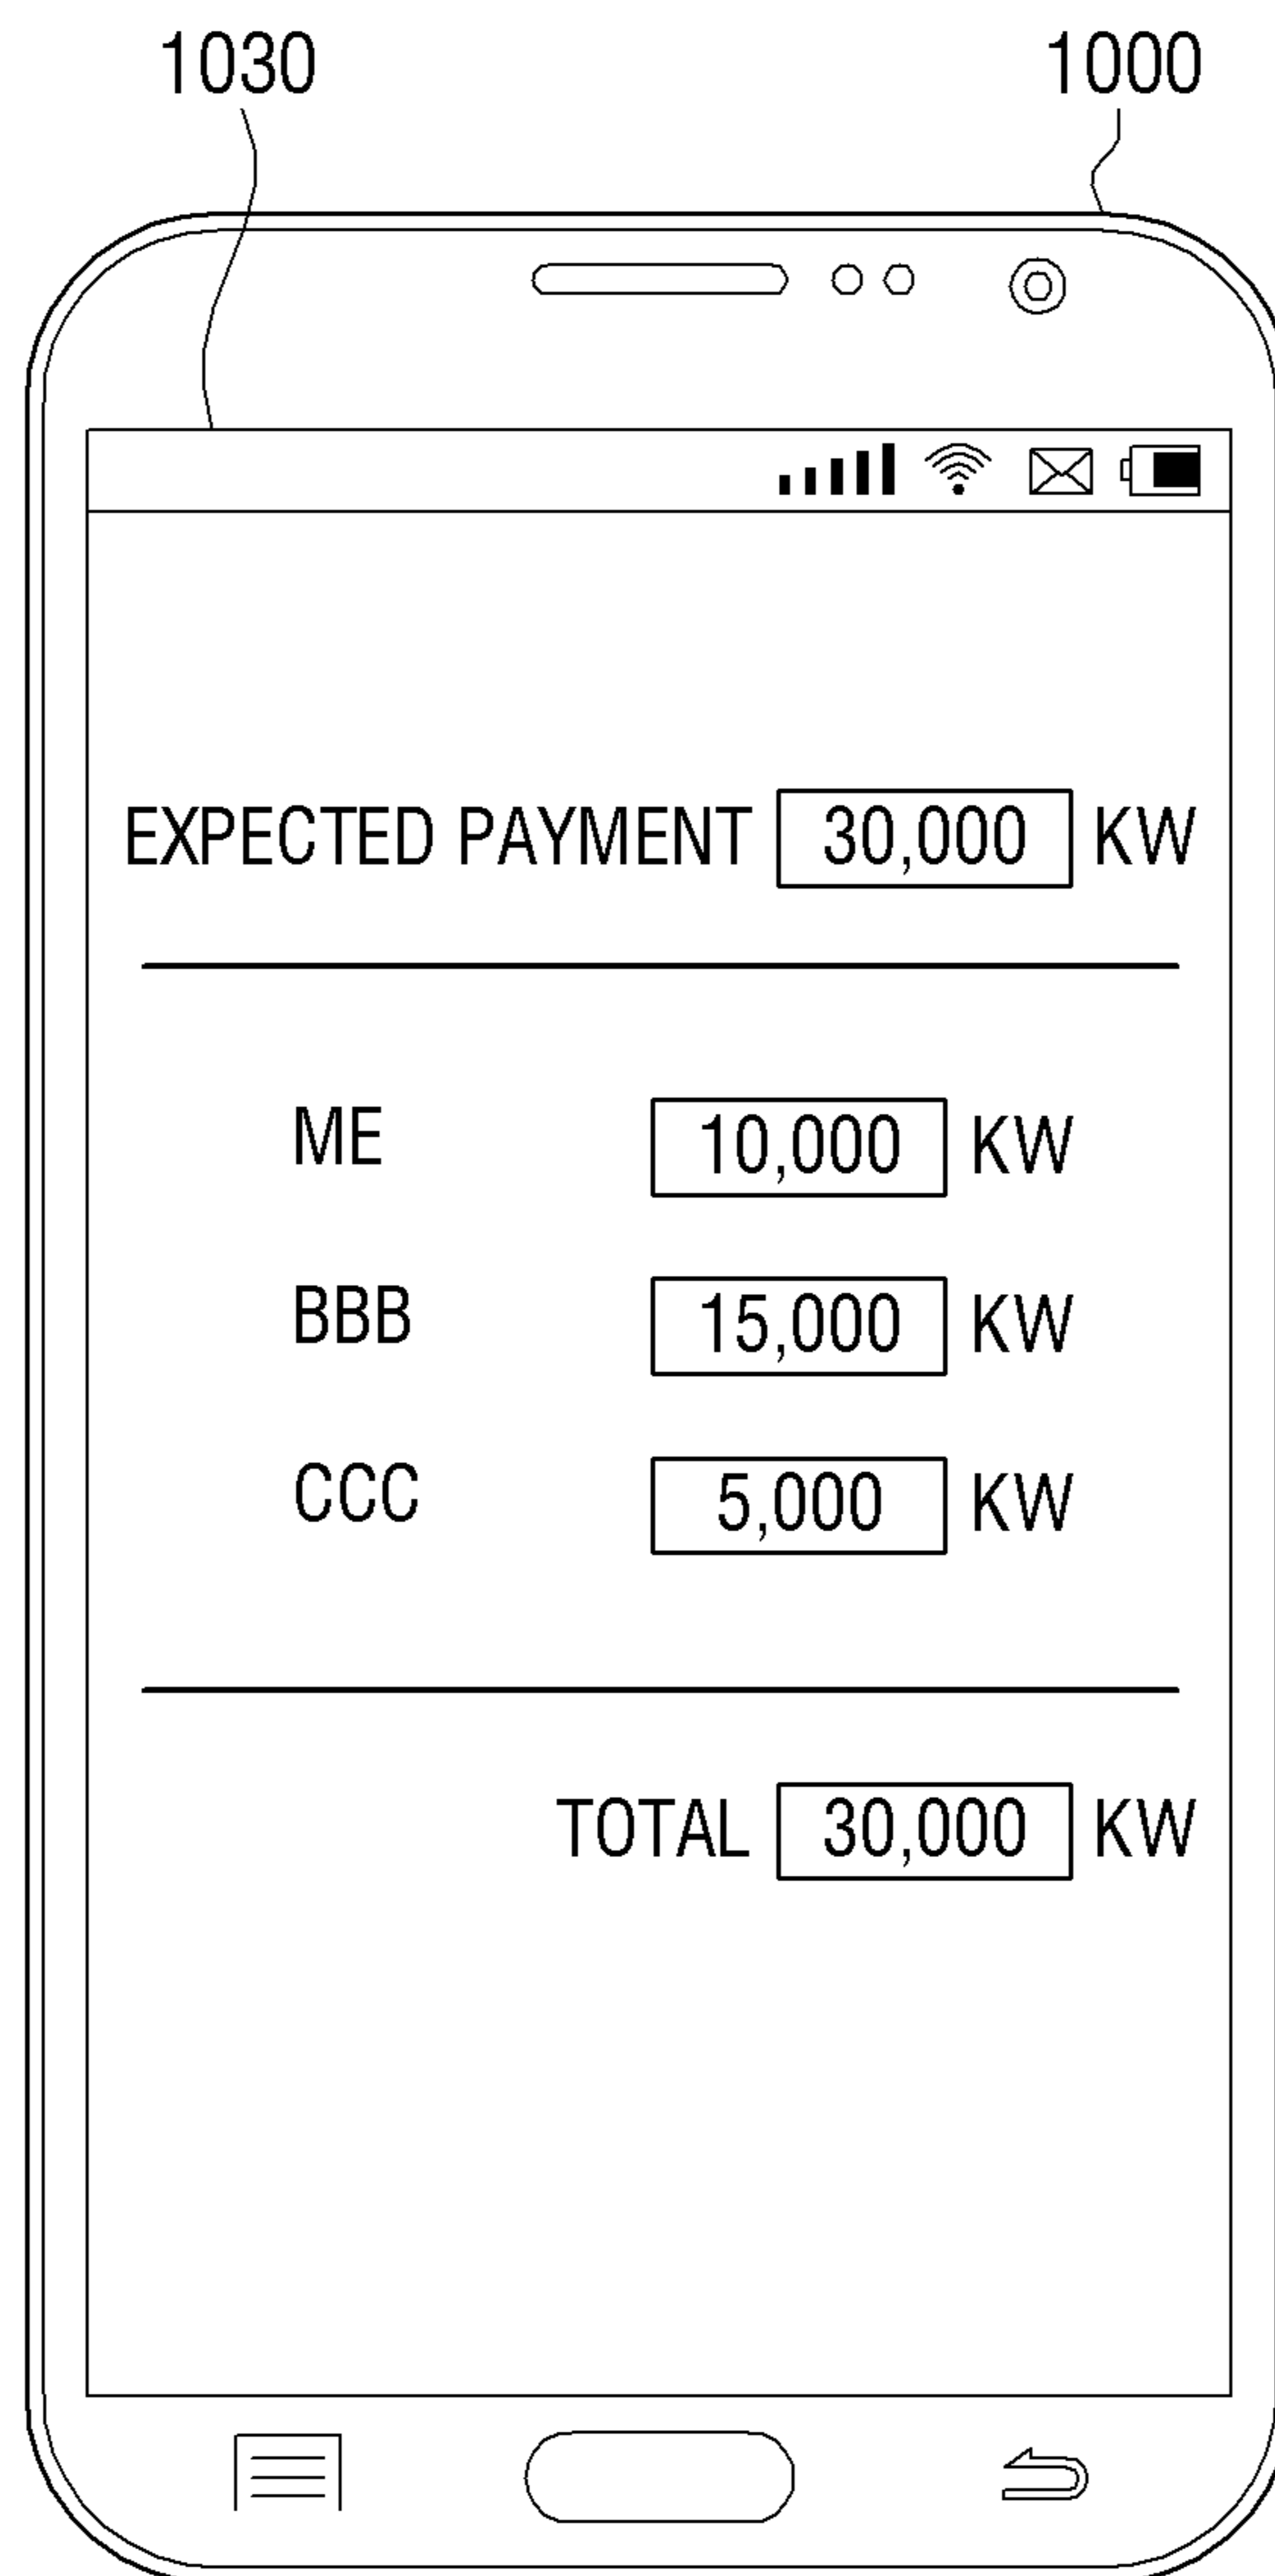 1030 1000
EXPECTED PAYMENT 30,000 KW
ME 10,000 KW
BBB 15,000 KW
CCC 5,000 KW
TOTAL 30,000 KW